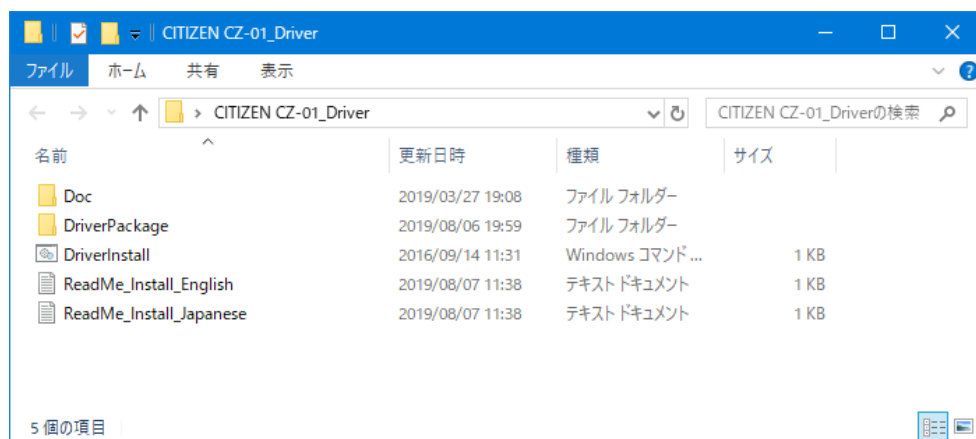 CITIZEN CZ-01_Driver
ファイル ホーム 共有 表示
CITIZEN CZ-01_Driver CITIZEN CZ-01_Driverの検索
名前 更新日時 種類 サイズ
Doc 2019/03/27 19:08 ファイル フォルダー
DriverPackage 2019/08/06 19:59 ファイル フォルダー
DriverInstall 2016/09/14 11:31 Windows コマンド ... 1 KB
ReadMe_Install_English 2019/08/07 11:38 テキスト ドキュメント 1 KB
ReadMe_Install_Japanese 2019/08/07 11:38 テキスト ドキュメント 1 KB
5 個の項目